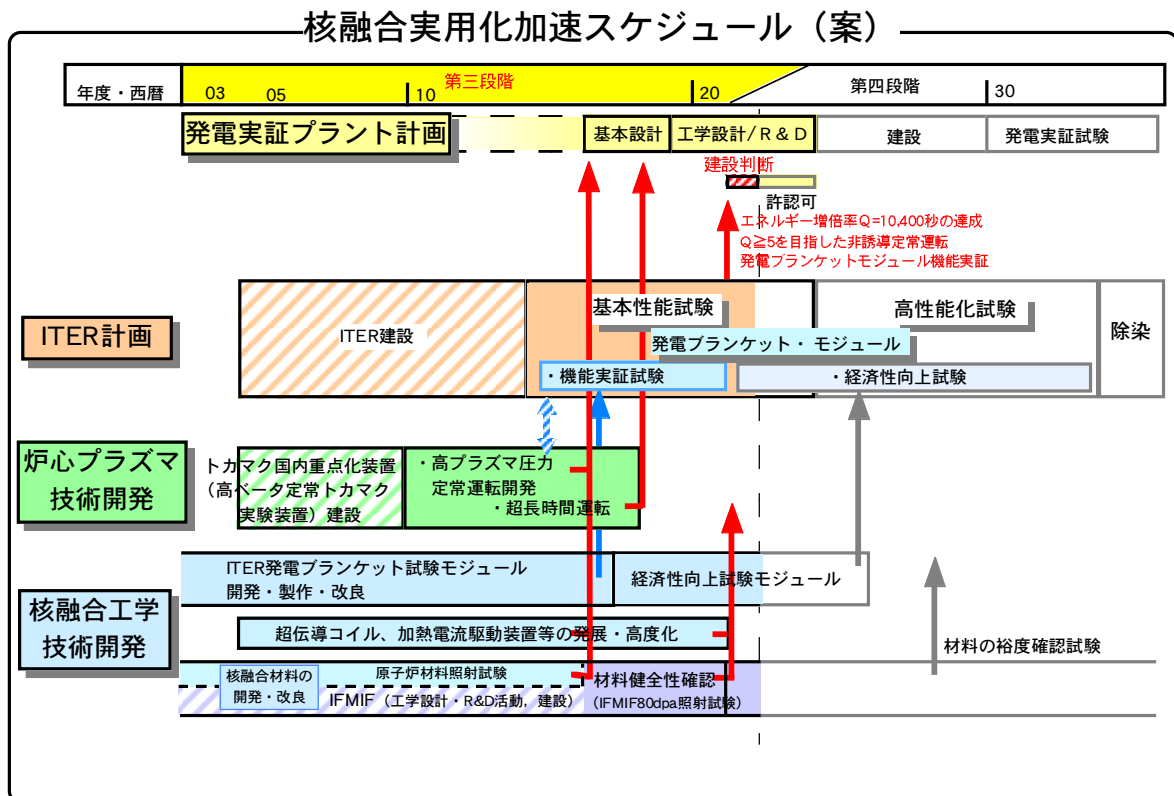 核融合実用化加速スケジュール（案）
年度・西暦
03
05
10
第三段階
20
第四段階
30
発電実証プラント計画
基本設計
工学設計/R＆D
建設
発電実証試験
建設判断
許認可
エネルギー増倍率Q=10,400秒の達成
Q≧5を目指した非誘導定常運転
発電ブランケットモジュール機能実証
ITER計画
ITER建設
基本性能試験
高性能化試験
除染
発電ブランケット・モジュール
・機能実証試験
・経済性向上試験
炉心プラズマ
技術開発
トカマク国内重点化装置
（高ベータ定常トカマク
実験装置）建設
・高プラズマ圧力
定常運転開発
・超長時間運転
核融合工学
技術開発
ITER発電ブランケット試験モジュール
開発・製作・改良
経済性向上試験モジュール
超伝導コイル、加熱電流駆動装置等の発展・高度化
材料の裕度確認試験
核融合材料の
開発・改良
原子炉材料照射試験
IFMIF（工学設計・R&D活動，建設）
材料健全性確認
（IFMIF80dpa照射試験）